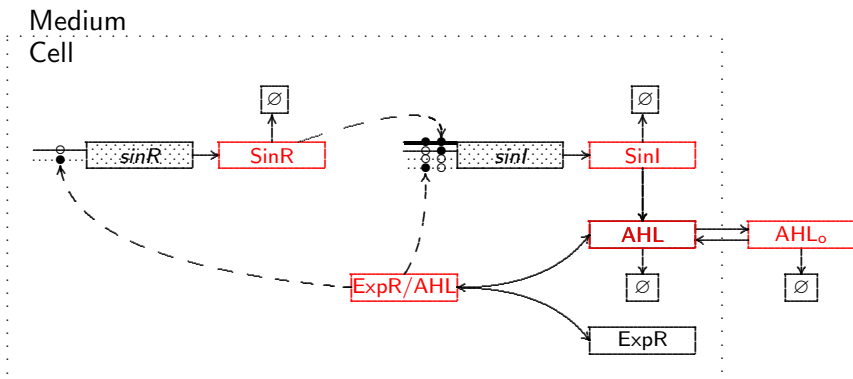 Medium
Cell
∅ ∅
sinR SinR sinI SinI
AHL AHLₒ
ExpR/AHL ∅ ∅
ExpR